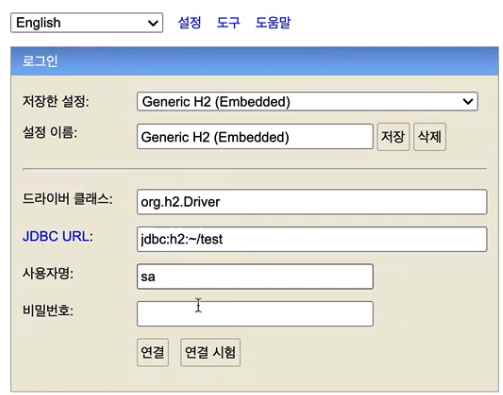 English 설정 도구 도움말
로그인
저장한 설정: Generic H2 (Embedded)
설정 이름: Generic H2 (Embedded) 저장 삭제
드라이버 클래스: org.h2.Driver
JDBC URL: jdbc:h2:~/test
사용자명: sa
비밀번호:
연결 연결 시험